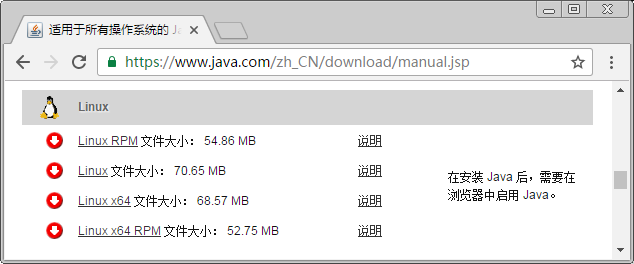 适用于所有操作系统的 J
https://www.java.com/zh_CN/download/manual.jsp
Linux
Linux RPM 文件大小： 54.86 MB 说明
Linux 文件大小： 70.65 MB 说明
Linux x64 文件大小： 68.57 MB 说明
Linux x64 RPM 文件大小： 52.75 MB 说明
在安装 Java 后，需要在
浏览器中启用 Java。